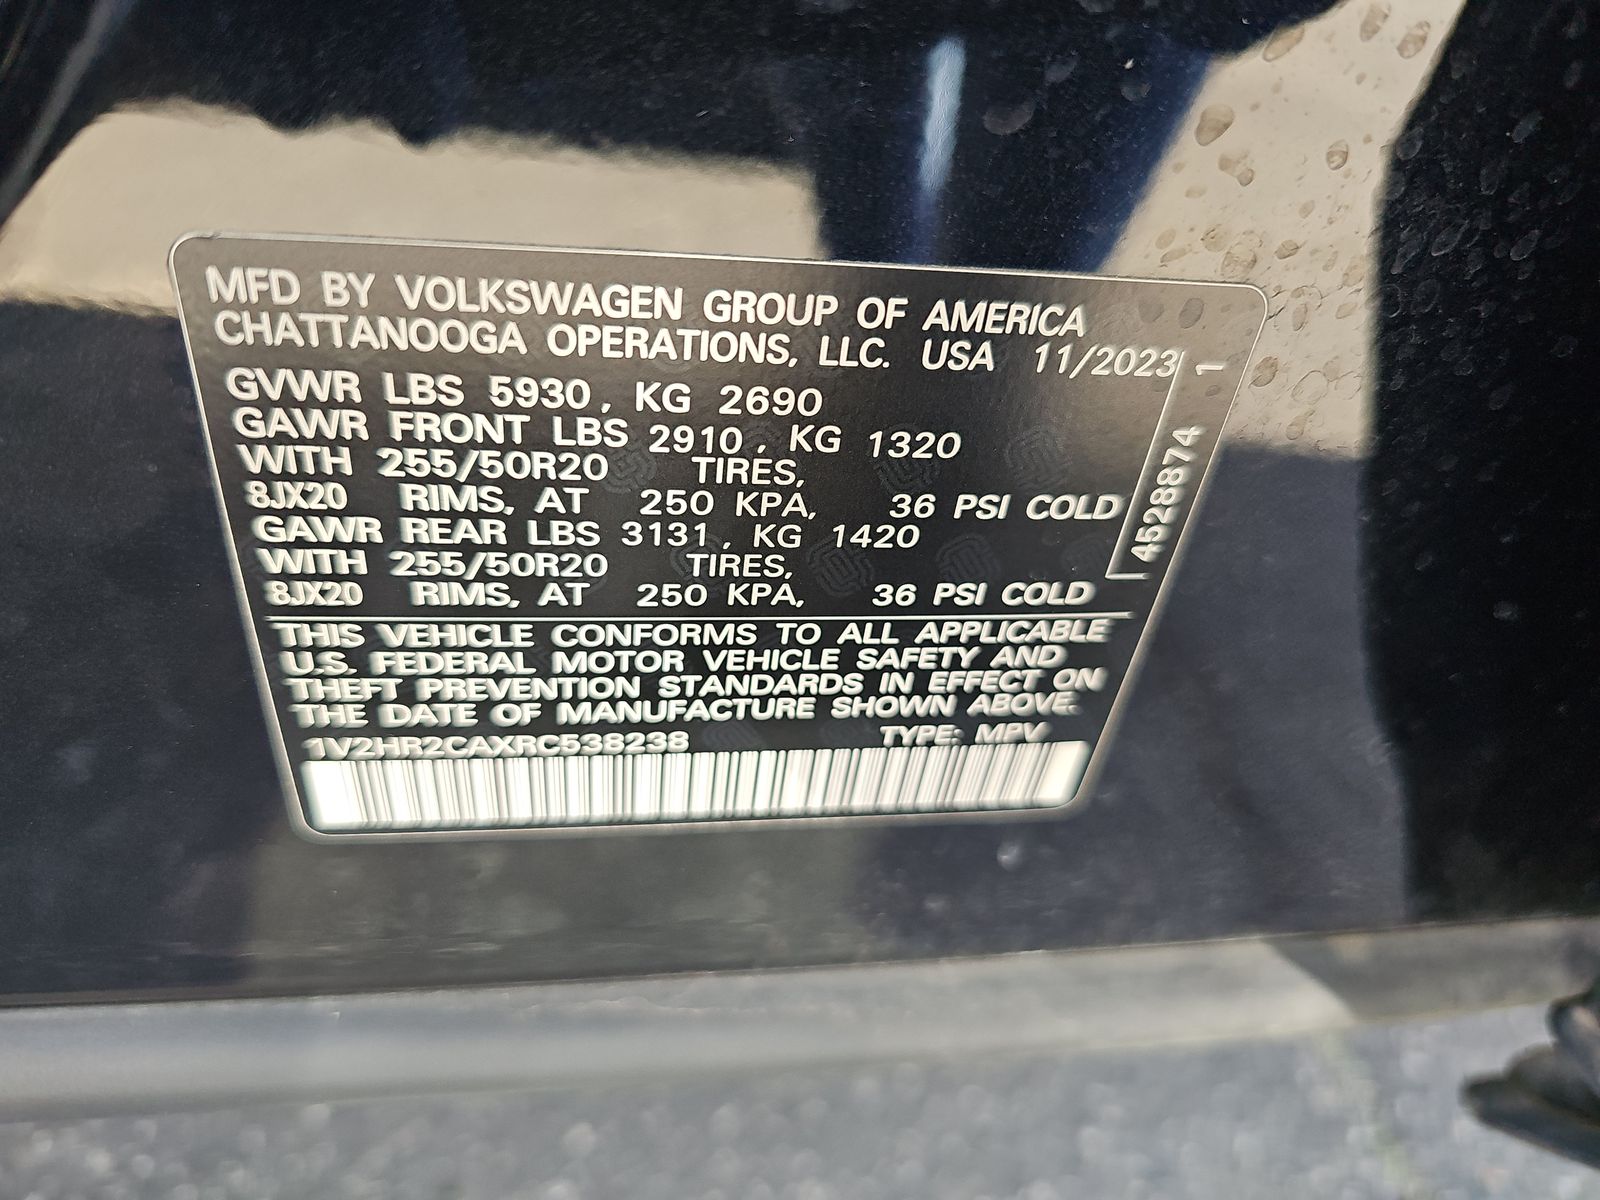 MFD BY VOLKSWAGEN GROUP OF AMERICA
CHATTANOOGA OPERATIONS, LLC. USA 11/2023
GVWR LBS 5930, KG 2690
GAWR FRONT LBS 2910, KG 1320
WITH 255/50R20 TIRES,
8JX20 RIMS, AT 250 KPA, 36 PSI COLD
GAWR REAR LBS 3131, KG 1420
WITH 255/50R20 TIRES,
8JX20 RIMS, AT 250 KPA, 36 PSI COLD
THIS VEHICLE CONFORMS TO ALL APPLICABLE
U.S. FEDERAL MOTOR VEHICLE SAFETY AND
THEFT PREVENTION STANDARDS IN EFFECT ON
THE DATE OF MANUFACTURE SHOWN ABOVE.
1V2HR2CAXRC538238 TYPE: MPV
4528874 1